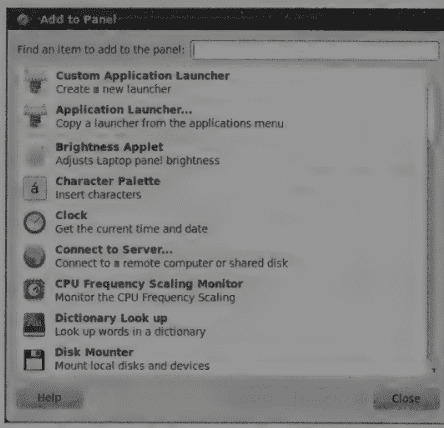 Add to Panel
Find an item to add to the panel:
Custom Application Launcher
Create a new launcher
Application Launcher...
Copy a launcher from the applications menu
Brightness Applet
Adjusts Laptop panel brightness
á
Character Palette
Insert characters
Clock
Get the current time and date
Connect to Server...
Connect to a remote computer or shared disk
CPU Frequency Scaling Monitor
Monitor the CPU Frequency Scaling
Dictionary Look up
Look up words in a dictionary
Disk Mounter
Mount local disks and devices
Help
Close